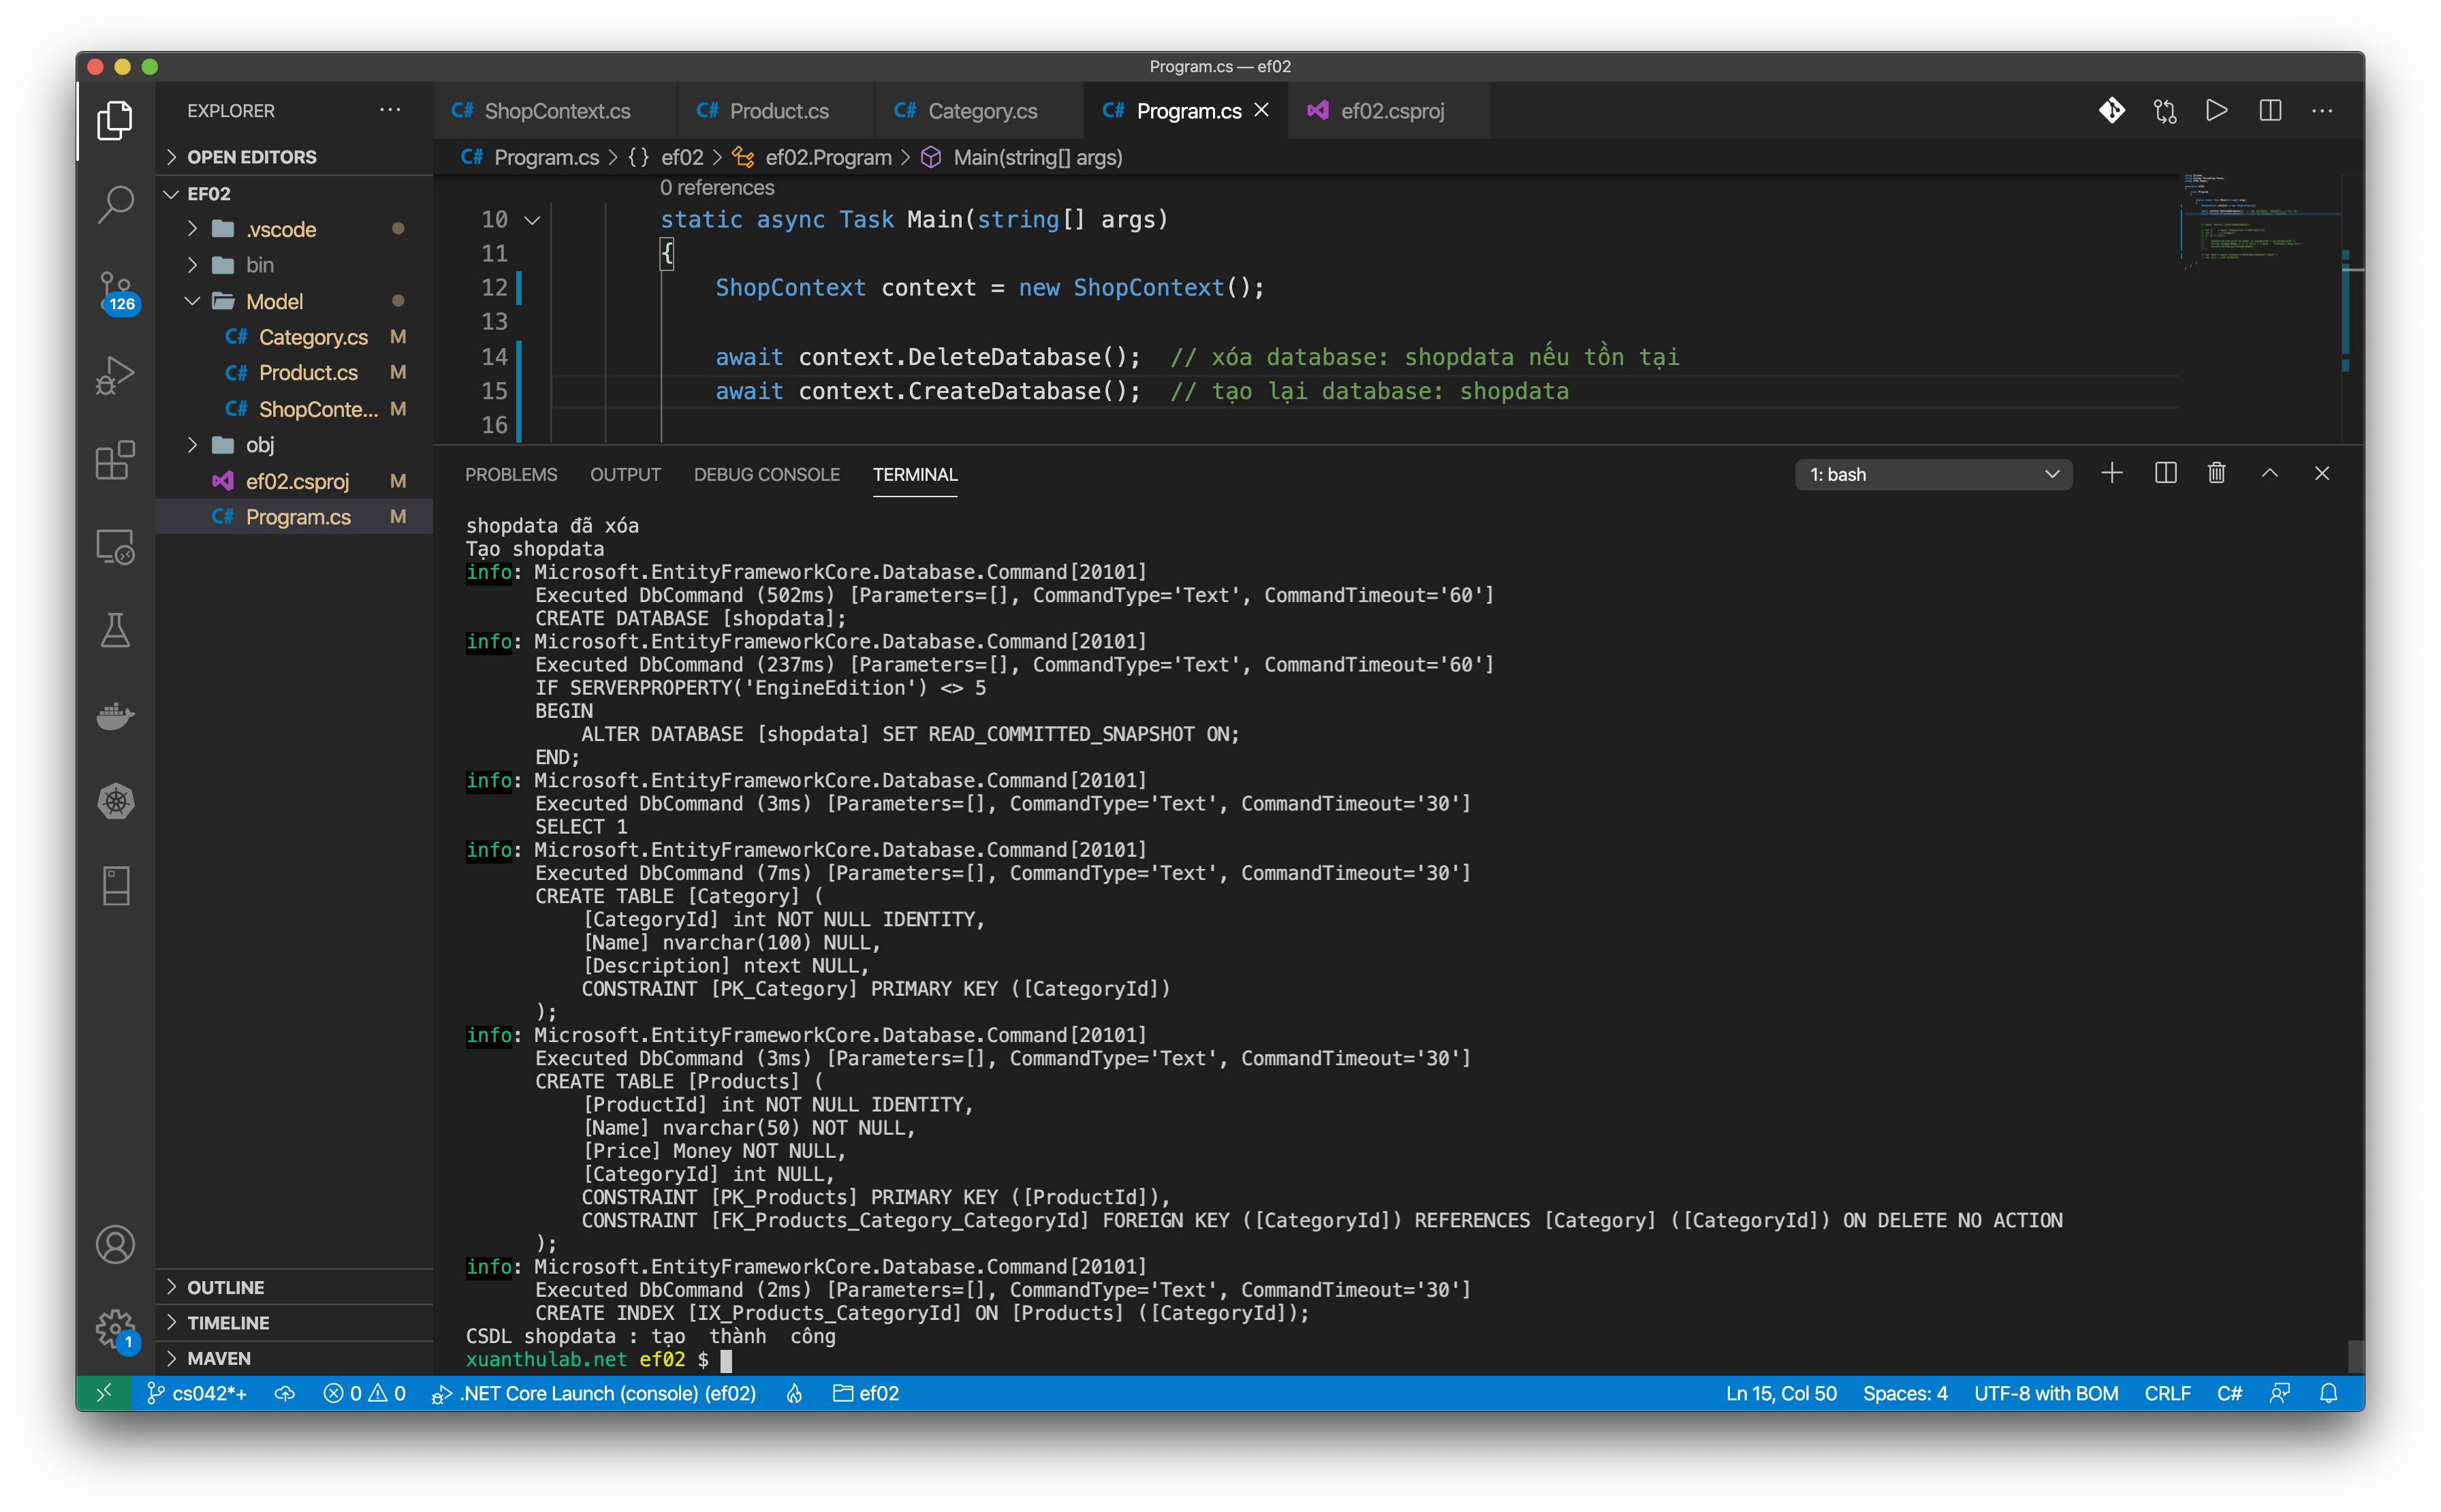 Program.cs — ef02
EXPLORER
ShopContext.cs
Product.cs
Category.cs
Program.cs
ef02.csproj
OPEN EDITORS
EF02
.vscode
bin
Model
Category.cs M
Product.cs M
ShopConte... M
obj
ef02.csproj M
Program.cs M
OUTLINE
TIMELINE
MAVEN
126
1
C# Program.cs > {} ef02 > ef02.Program > Main(string[] args)
0 references
10 static async Task Main(string[] args)
11 {
12 ShopContext context = new ShopContext();
13
14 await context.DeleteDatabase(); // xóa database: shopdata nếu tồn tại
15 await context.CreateDatabase(); // tạo lại database: shopdata
16
PROBLEMS OUTPUT DEBUG CONSOLE TERMINAL 1: bash
shopdata đã xóa
Tạo shopdata
info: Microsoft.EntityFrameworkCore.Database.Command[20101]
Executed DbCommand (502ms) [Parameters=[], CommandType='Text', CommandTimeout='60']
CREATE DATABASE [shopdata];
info: Microsoft.EntityFrameworkCore.Database.Command[20101]
Executed DbCommand (237ms) [Parameters=[], CommandType='Text', CommandTimeout='60']
IF SERVERPROPERTY('EngineEdition') <> 5
BEGIN
ALTER DATABASE [shopdata] SET READ_COMMITTED_SNAPSHOT ON;
END;
info: Microsoft.EntityFrameworkCore.Database.Command[20101]
Executed DbCommand (3ms) [Parameters=[], CommandType='Text', CommandTimeout='30']
SELECT 1
info: Microsoft.EntityFrameworkCore.Database.Command[20101]
Executed DbCommand (7ms) [Parameters=[], CommandType='Text', CommandTimeout='30']
CREATE TABLE [Category] (
[CategoryId] int NOT NULL IDENTITY,
[Name] nvarchar(100) NULL,
[Description] ntext NULL,
CONSTRAINT [PK_Category] PRIMARY KEY ([CategoryId])
);
info: Microsoft.EntityFrameworkCore.Database.Command[20101]
Executed DbCommand (3ms) [Parameters=[], CommandType='Text', CommandTimeout='30']
CREATE TABLE [Products] (
[ProductId] int NOT NULL IDENTITY,
[Name] nvarchar(50) NOT NULL,
[Price] Money NOT NULL,
[CategoryId] int NULL,
CONSTRAINT [PK_Products] PRIMARY KEY ([ProductId]),
CONSTRAINT [FK_Products_Category_CategoryId] FOREIGN KEY ([CategoryId]) REFERENCES [Category] ([CategoryId]) ON DELETE NO ACTION
);
info: Microsoft.EntityFrameworkCore.Database.Command[20101]
Executed DbCommand (2ms) [Parameters=[], CommandType='Text', CommandTimeout='30']
CREATE INDEX [IX_Products_CategoryId] ON [Products] ([CategoryId]);
CSDL shopdata : tạo thành công
xuanthulab.net ef02 $
cs042*+ 0 0 .NET Core Launch (console) (ef02) ef02 Ln 15, Col 50 Spaces: 4 UTF-8 with BOM CRLF C#